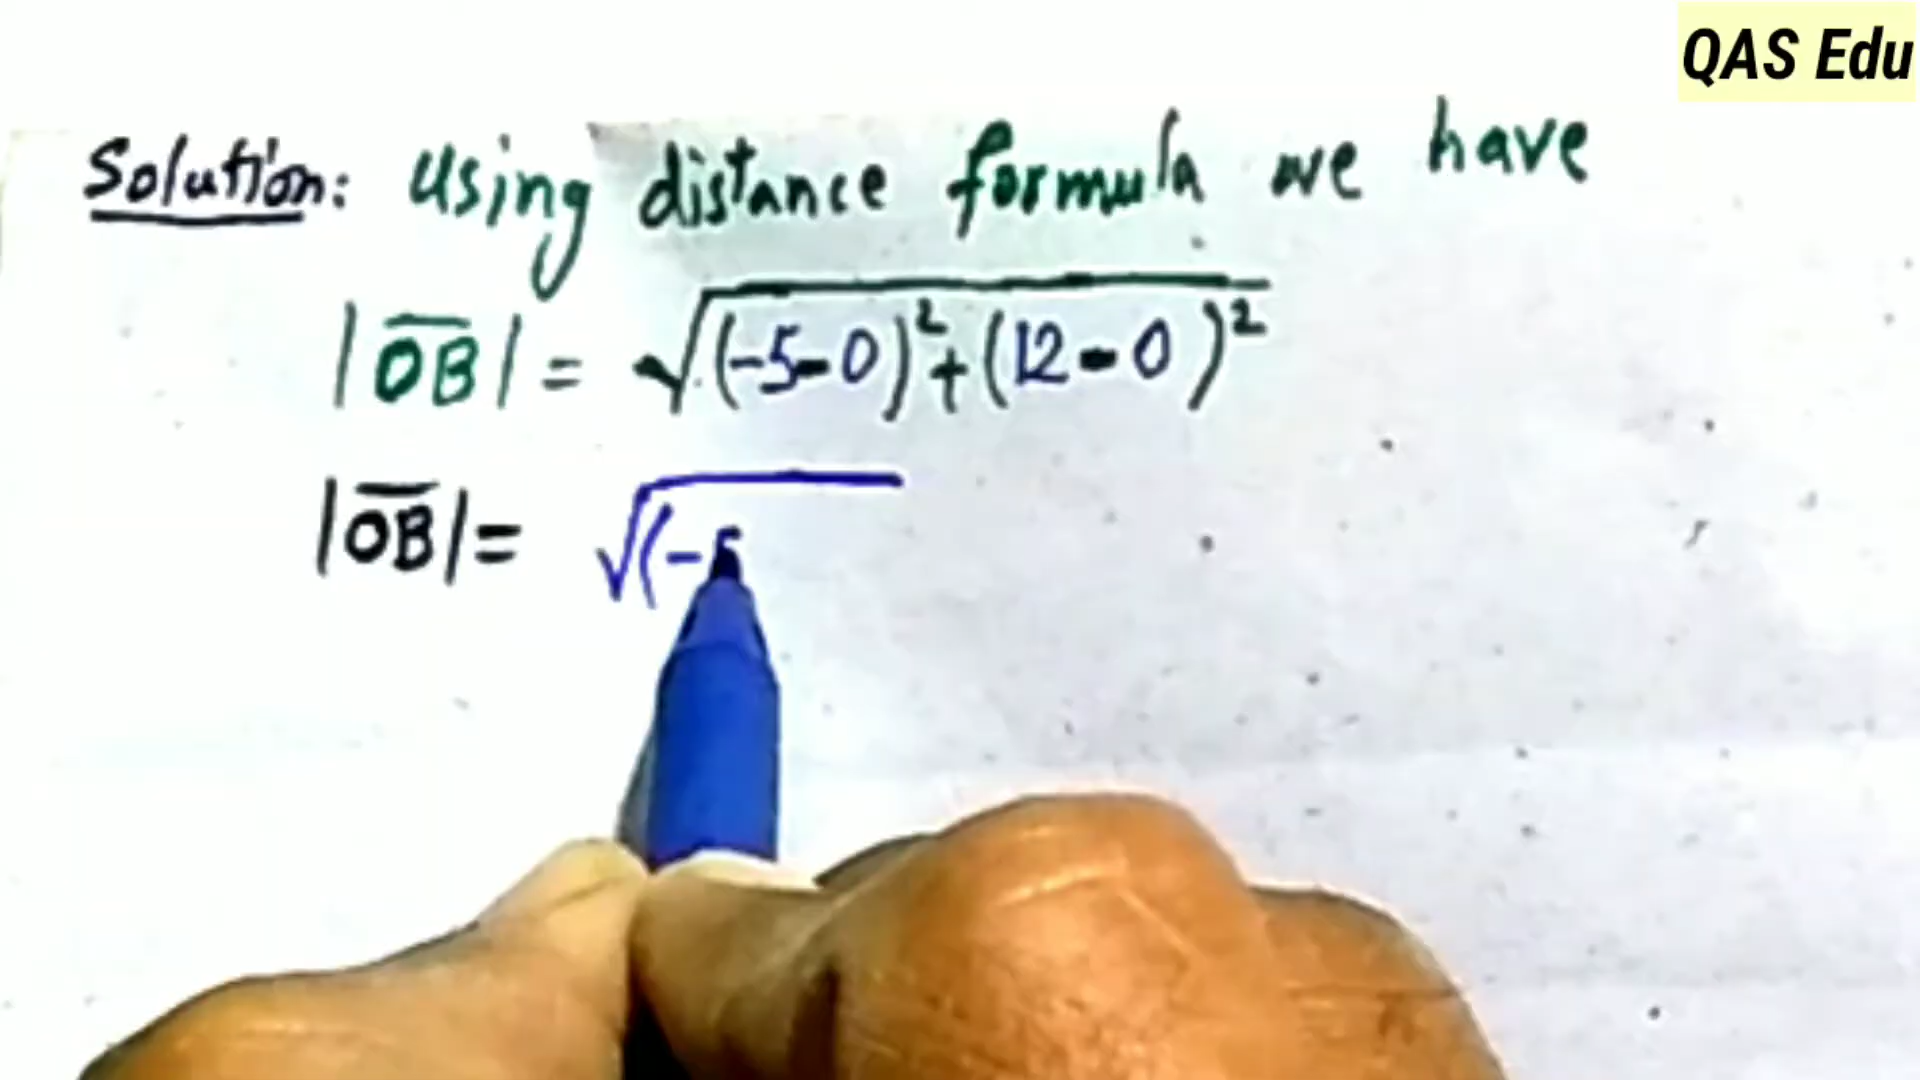 QAS Edu
Solution: Using distance formula we have
|OB| = √(-5-0)²+(12-0)²
|OB| = √(-5